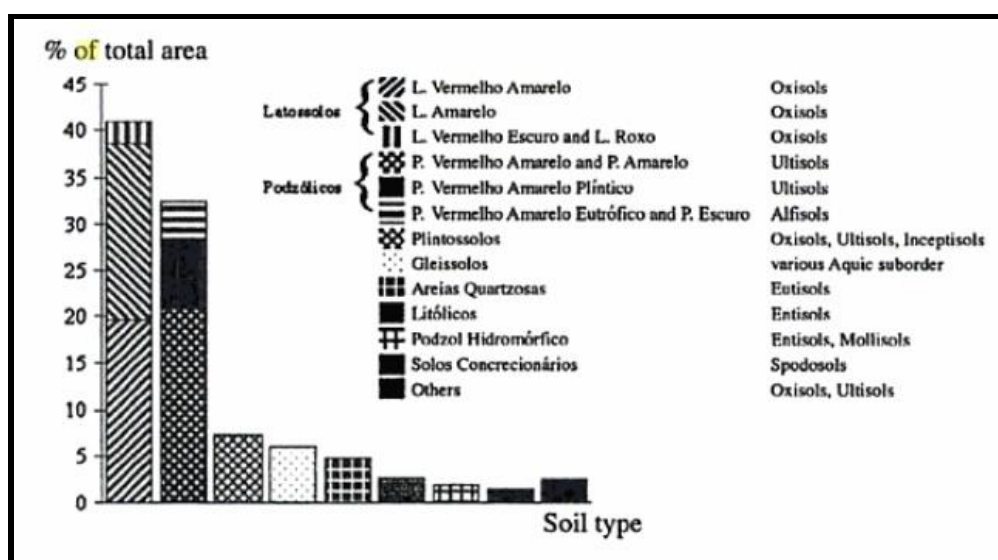 % of total area
45
40
35
30
25
20
15
10
5
0
Latossolos
L. Vermelho Amarelo Oxisols
L. Amarelo Oxisols
L. Vermelho Escuro and L. Roxo Oxisols
Podzólicos
P. Vermelho Amarelo and P. Amarelo Ultisols
P. Vermelho Amarelo Plíntico Ultisols
P. Vermelho Amarelo Eutrófico and P. Escuro Alfisols
Plintossolos Oxisols, Ultisols, Inceptisols
Gleissolos various Aquic suborder
Areias Quartzosas Entisols
Litólicos Entisols
Podzol Hidromórfico Entisols, Mollisols
Solos Concrecionários Spodosols
Others Oxisols, Ultisols
Soil type